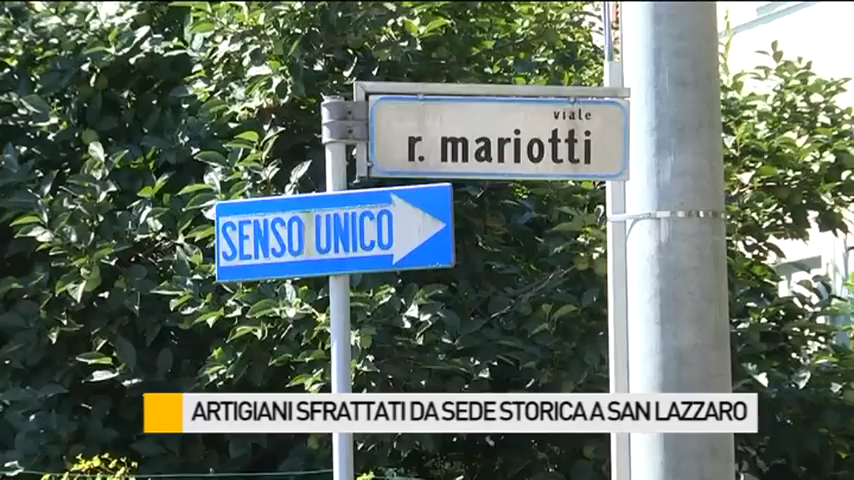 viale
r. mariotti
SENSO UNICO
ARTIGIANI SFRATTATI DA SEDE STORICA A SAN LAZZARO